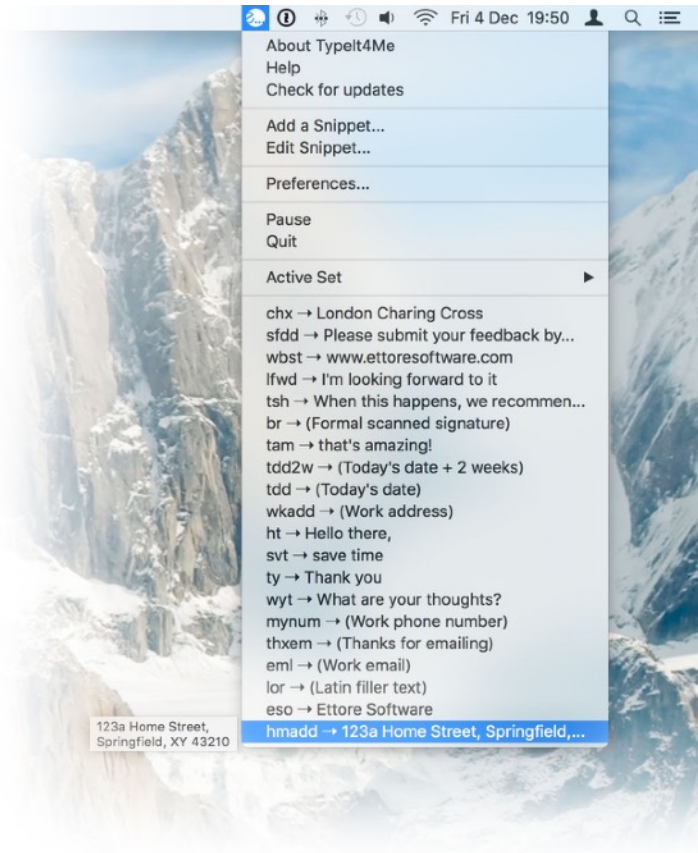 Fri 4 Dec 19:50
About TypeIt4Me
Help
Check for updates
Add a Snippet...
Edit Snippet...
Preferences...
Pause
Quit
Active Set
chx → London Charing Cross
sfdd → Please submit your feedback by...
wbst → www.ettoresoftware.com
lfwd → I'm looking forward to it
tsh → When this happens, we recommen...
br → (Formal scanned signature)
tam → that's amazing!
tdd2w → (Today's date + 2 weeks)
tdd → (Today's date)
wkadd → (Work address)
ht → Hello there,
svt → save time
ty → Thank you
wyt → What are your thoughts?
mynum → (Work phone number)
thxem → (Thanks for emailing)
eml → (Work email)
lor → (Latin filler text)
eso → Ettore Software
hmadd → 123a Home Street, Springfield,...
123a Home Street,
Springfield, XY 43210